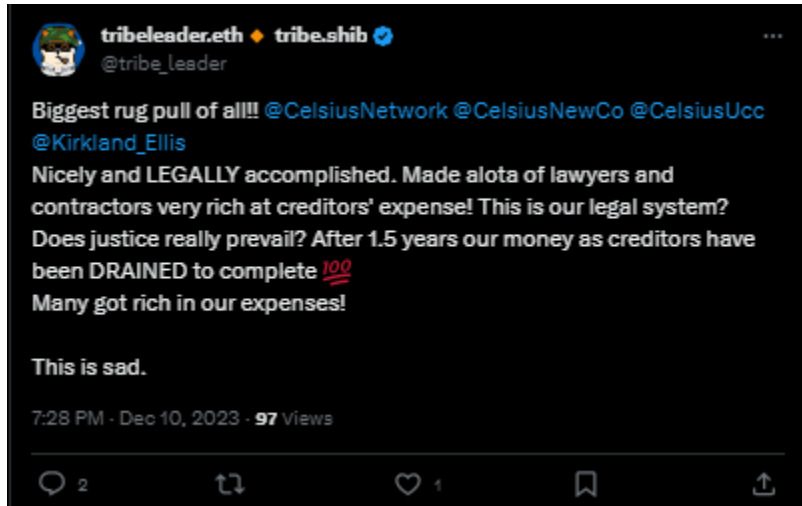 tribeleader.eth 🔸 tribe.shib
@tribe_leader
Biggest rug pull of all!! @CelsiusNetwork @CelsiusNewCo @CelsiusUcc
@Kirkland_Ellis
Nicely and LEGALLY accomplished. Made alota of lawyers and
contractors very rich at creditors' expense! This is our legal system?
Does justice really prevail? After 1.5 years our money as creditors have
been DRAINED to complete 💯
Many got rich in our expenses!
This is sad.
7:28 PM · Dec 10, 2023 · 97 Views
2
1